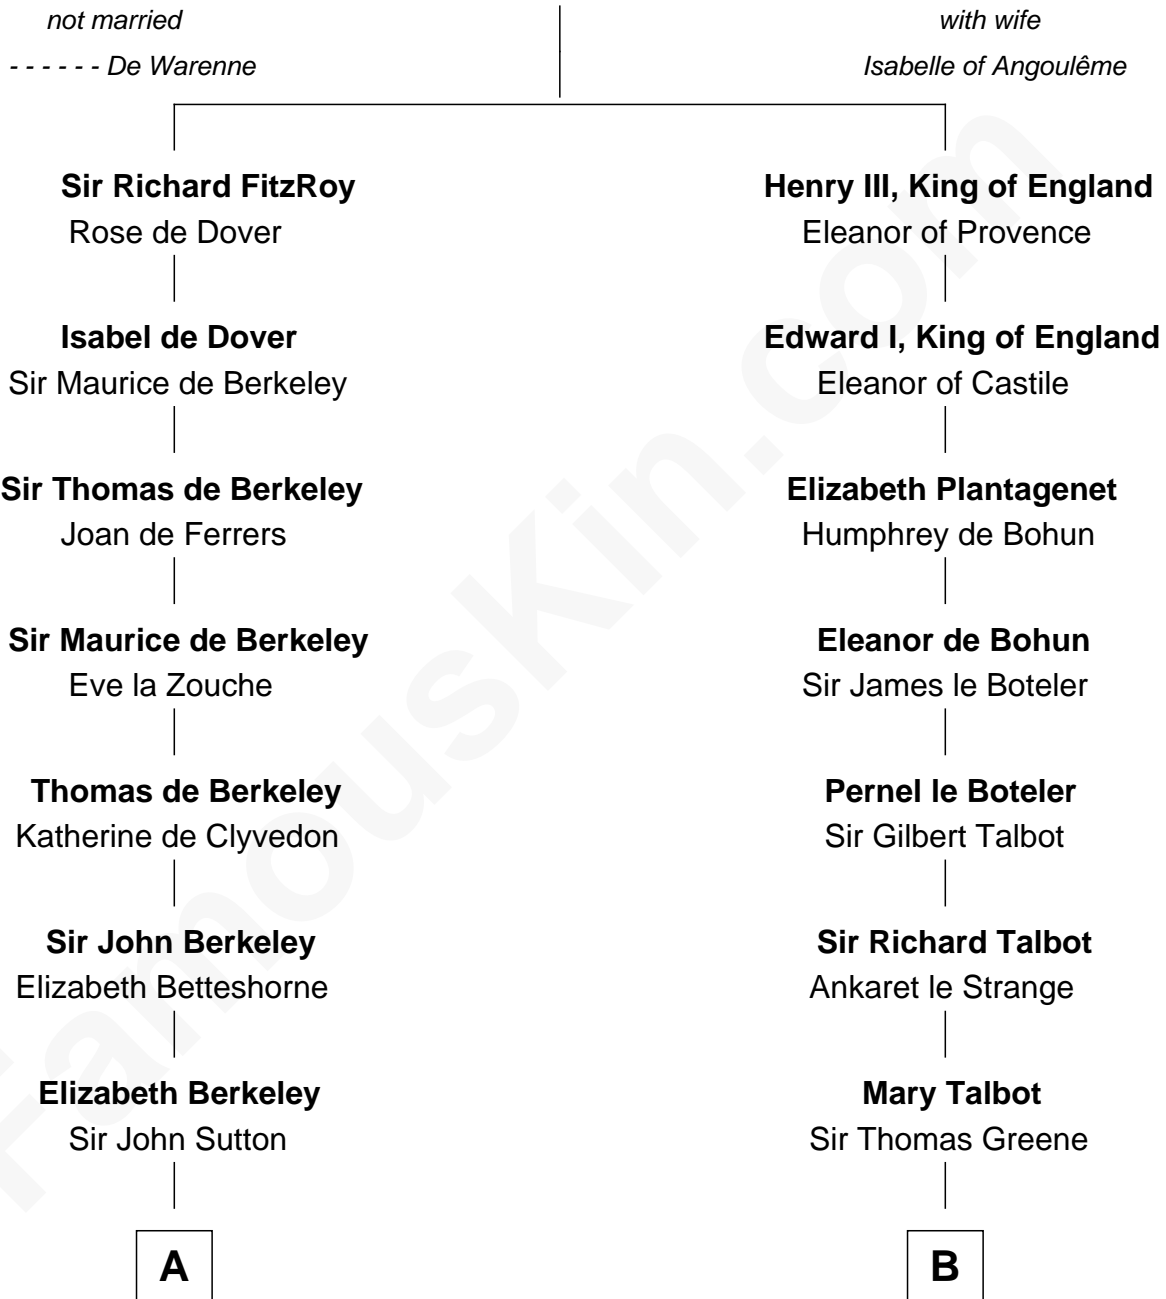 not married
- - - - - - De Warenne
with wife
Isabelle of Angoulême
Sir Richard FitzRoy
Rose de Dover
Henry III, King of England
Eleanor of Provence
Isabel de Dover
Sir Maurice de Berkeley
Edward I, King of England
Eleanor of Castile
Sir Thomas de Berkeley
Joan de Ferrers
Elizabeth Plantagenet
Humphrey de Bohun
Sir Maurice de Berkeley
Eve la Zouche
Eleanor de Bohun
Sir James le Boteler
Thomas de Berkeley
Katherine de Clyvedon
Pernel le Boteler
Sir Gilbert Talbot
Sir John Berkeley
Elizabeth Betteshorne
Sir Richard Talbot
Ankaret le Strange
Elizabeth Berkeley
Sir John Sutton
Mary Talbot
Sir Thomas Greene
A
B
FamousKin.com